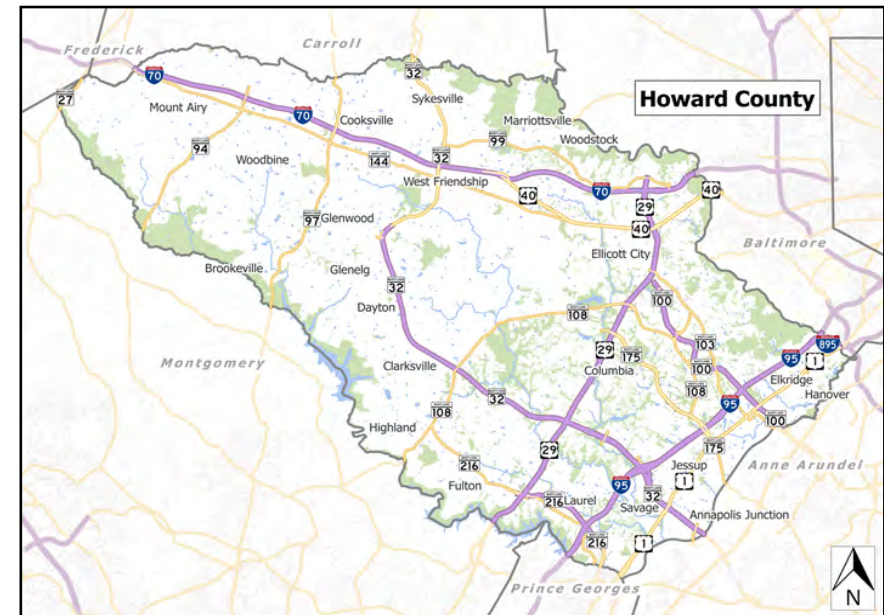 Frederick
Carroll
70
32
27
Mount Airy
Sykesville
Howard County
70
Cooksville
Marriottsville
94
99
Woodstock
Woodbine
144
32
West Friendship
70
40
40
29
97
Glenwood
40
Baltimore
Ellicott City
Brookeville
Glenelg
32
100
Dayton
108
103
895
Montgomery
29
175
95
1
Clarksville
100
Columbia
Elkridge
32
108
Hanover
108
95
100
Highland
29
175
216
Jessup
Anne Arundel
Fulton
95
1
216
Laurel
32
Savage
Annapolis Junction
216
1
Prince Georges
N